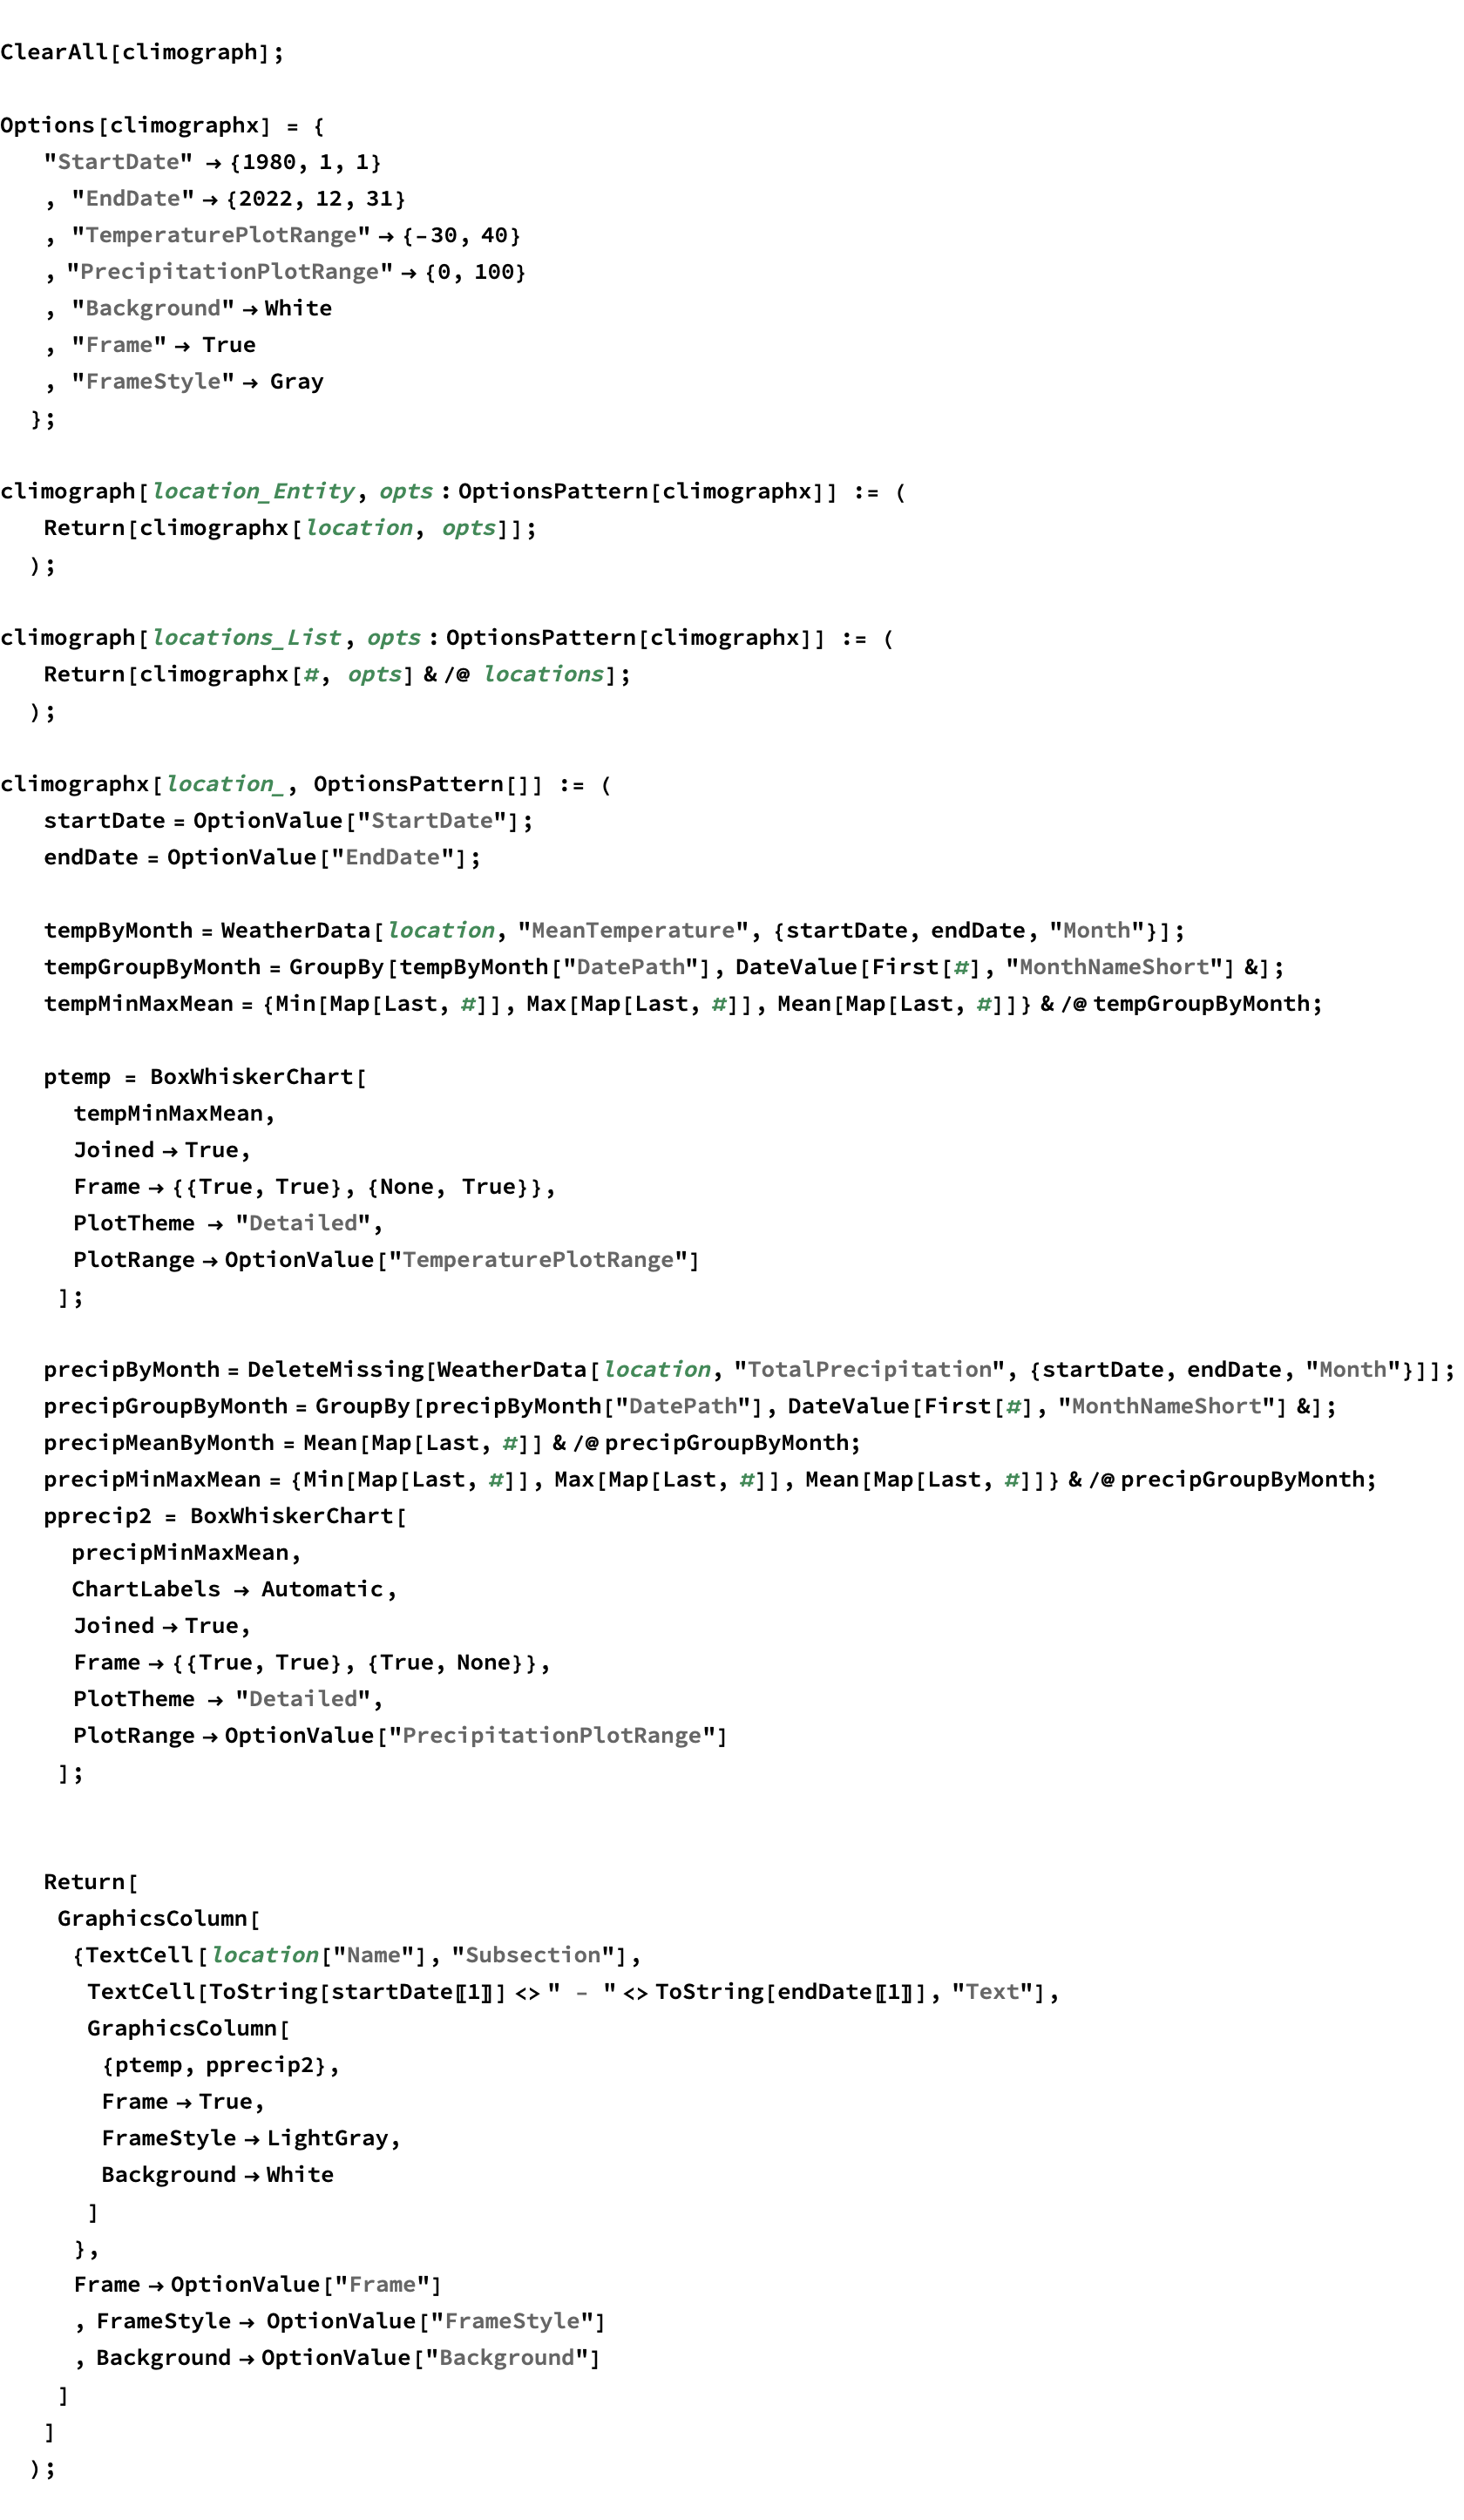 ClearAll[climograph];
Options[climographx] = {
"StartDate" → {1980, 1, 1}
, "EndDate" → {2022, 12, 31}
, "TemperaturePlotRange" → {-30, 40}
, "PrecipitationPlotRange" → {0, 100}
, "Background" → White
, "Frame" → True
, "FrameStyle" → Gray
};
climograph[location_Entity, opts : OptionsPattern[climographx]] := (
Return[climographx[location, opts]];
);
climograph[locations_List, opts : OptionsPattern[climographx]] := (
Return[climographx[#, opts] & /@ locations];
);
climographx[location_, OptionsPattern[]] := (
startDate = OptionValue["StartDate"];
endDate = OptionValue["EndDate"];
tempByMonth = WeatherData[location, "MeanTemperature", {startDate, endDate, "Month"}];
tempGroupByMonth = GroupBy[tempByMonth["DatePath"], DateValue[First[#], "MonthNameShort"] &];
tempMinMaxMean = {Min[Map[Last, #]], Max[Map[Last, #]], Mean[Map[Last, #]]} & /@ tempGroupByMonth;
ptemp = BoxWhiskerChart[
tempMinMaxMean,
Joined → True,
Frame → {{True, True}, {None, True}},
PlotTheme → "Detailed",
PlotRange → OptionValue["TemperaturePlotRange"]
];
precipByMonth = DeleteMissing[WeatherData[location, "TotalPrecipitation", {startDate, endDate, "Month"}]];
precipGroupByMonth = GroupBy[precipByMonth["DatePath"], DateValue[First[#], "MonthNameShort"] &];
precipMeanByMonth = Mean[Map[Last, #]] & /@ precipGroupByMonth;
precipMinMaxMean = {Min[Map[Last, #]], Max[Map[Last, #]], Mean[Map[Last, #]]} & /@ precipGroupByMonth;
pprecip2 = BoxWhiskerChart[
precipMinMaxMean,
ChartLabels → Automatic,
Joined → True,
Frame → {{True, True}, {True, None}},
PlotTheme → "Detailed",
PlotRange → OptionValue["PrecipitationPlotRange"]
];
Return[
GraphicsColumn[
{TextCell[location["Name"], "Subsection"],
TextCell[ToString[startDate〚1〛] <> " – " <> ToString[endDate〚1〛], "Text"],
GraphicsColumn[
{ptemp, pprecip2},
Frame → True,
FrameStyle → LightGray,
Background → White
]
},
Frame → OptionValue["Frame"]
, FrameStyle → OptionValue["FrameStyle"]
, Background → OptionValue["Background"]
]
]
);